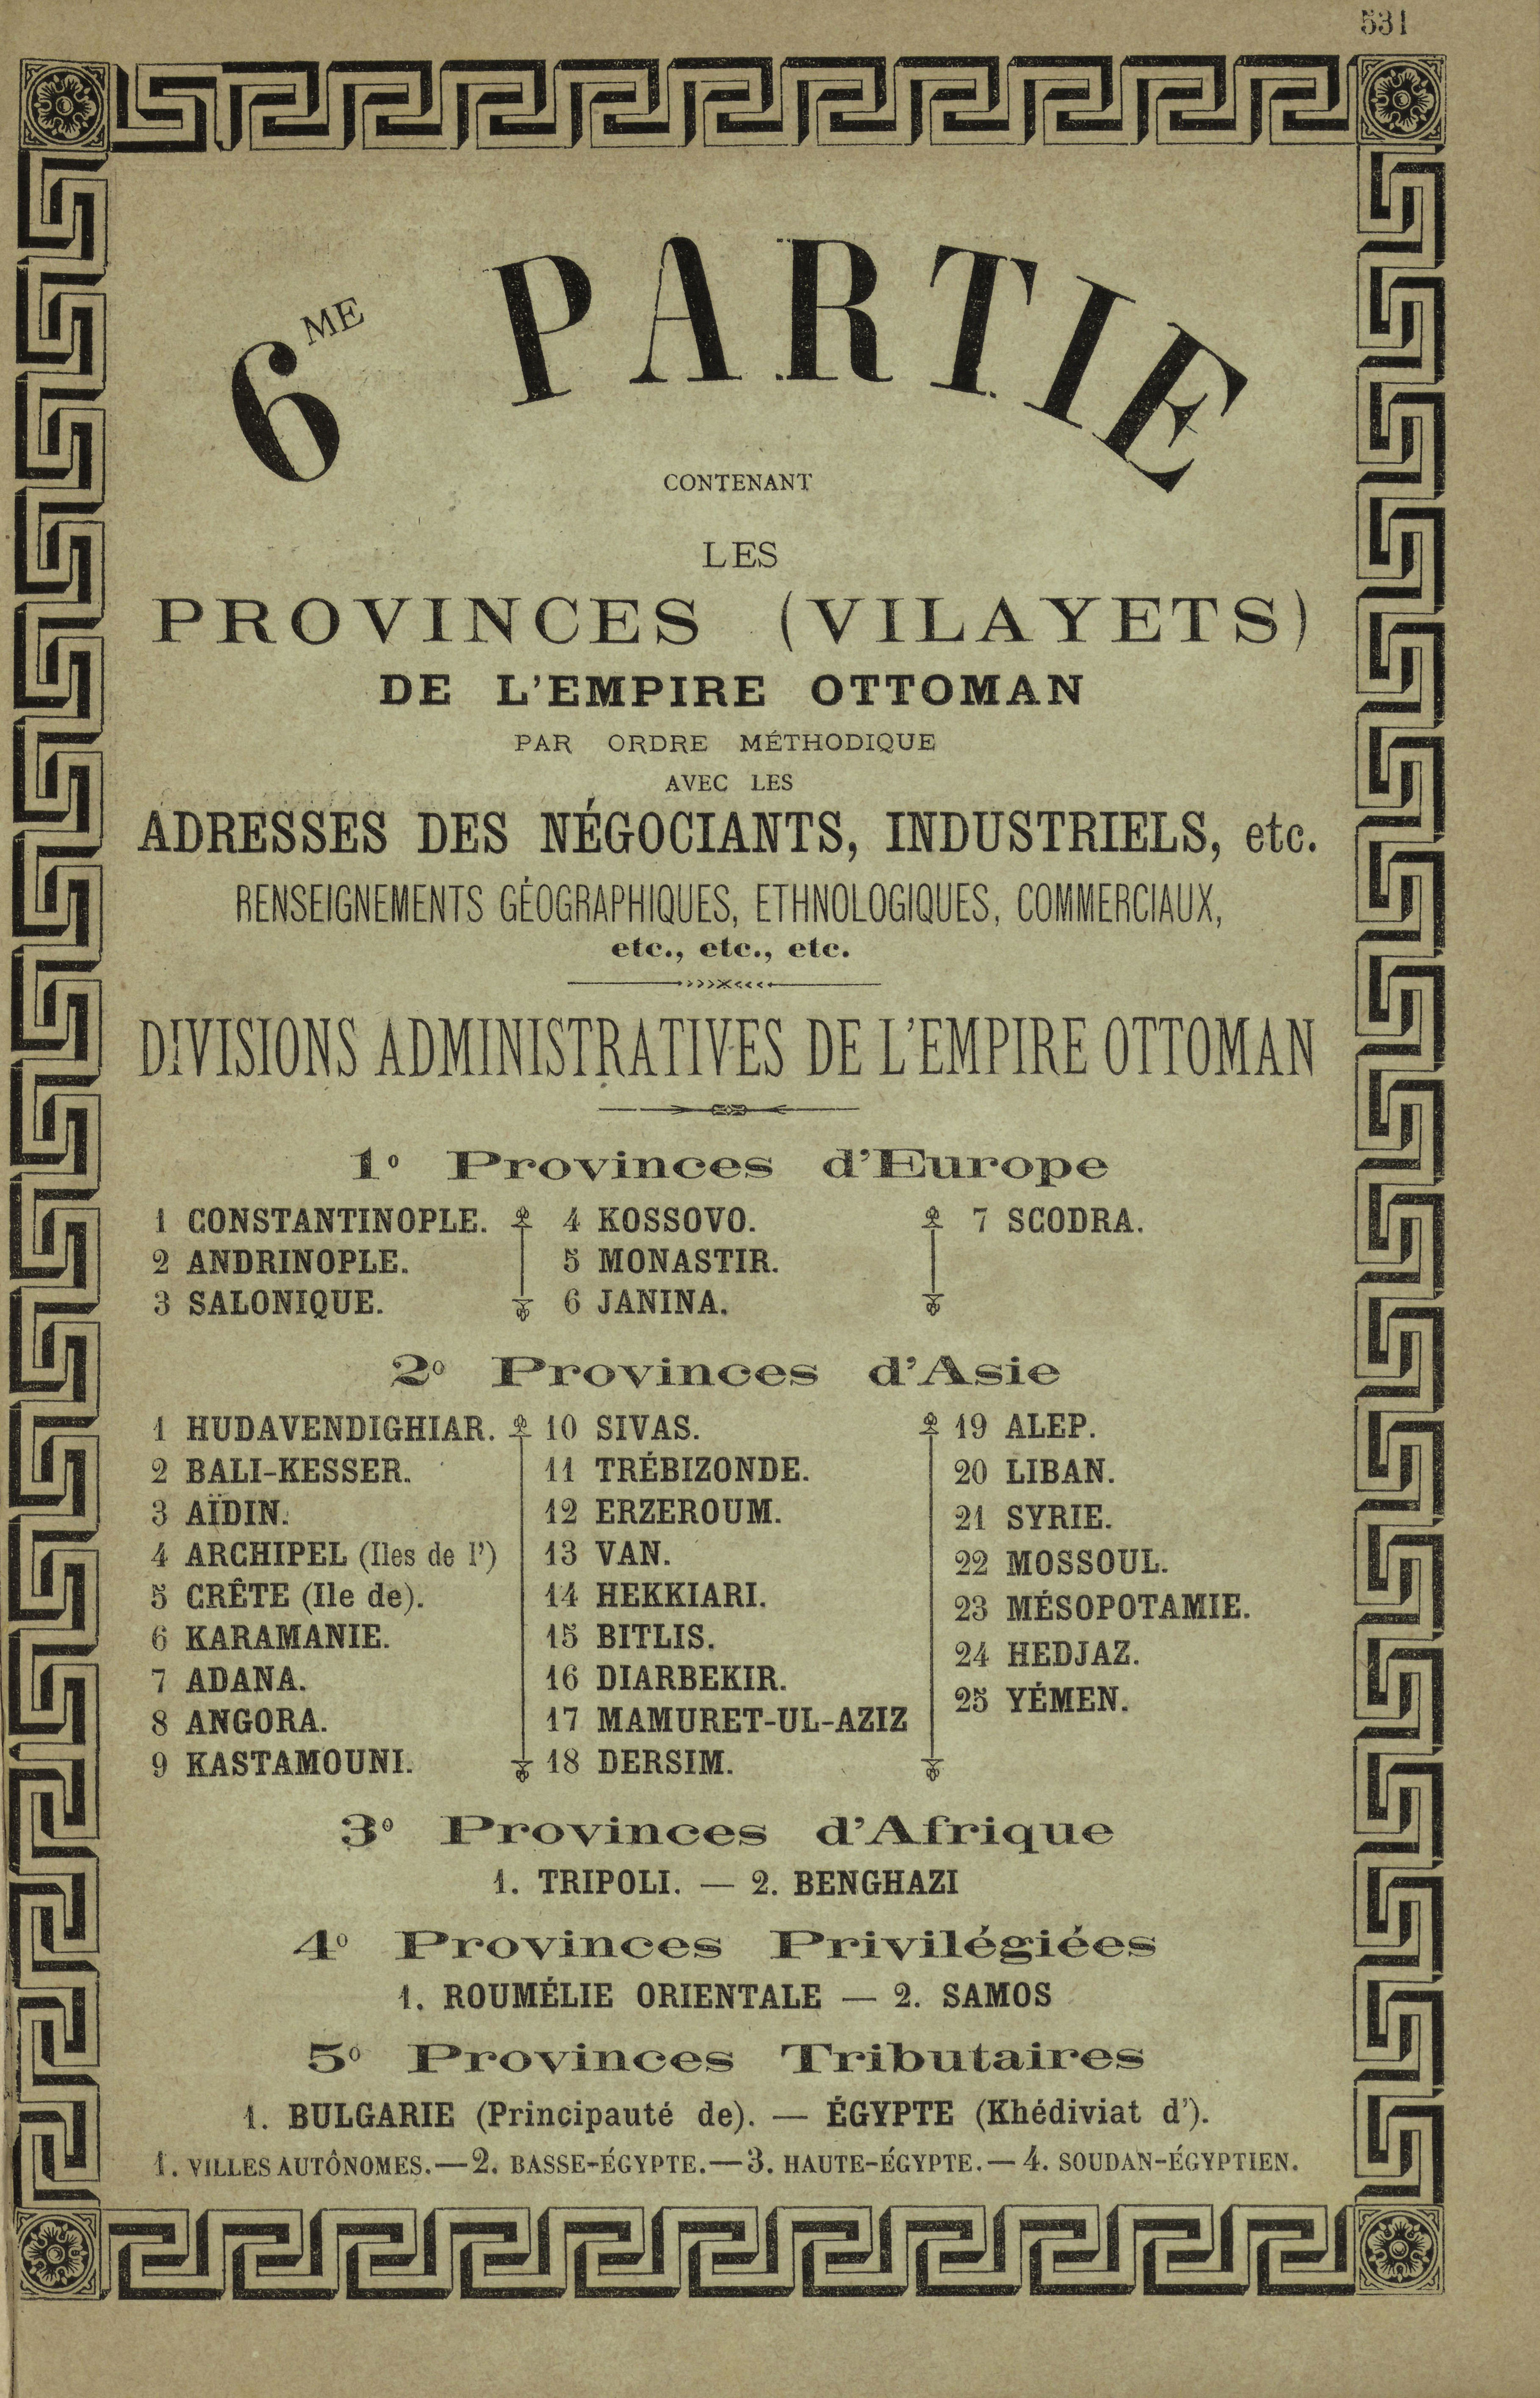 531
6ME PARTIE
CONTENANT
LES
PROVINCES (VILAYETS)
DE L'EMPIRE OTTOMAN
PAR ORDRE MÉTHODIQUE
AVEC LES
ADRESSES DES NÉGOCIANTS, INDUSTRIELS, etc.
RENSEIGNEMENTS GÉOGRAPHIQUES, ETHNOLOGIQUES, COMMERCIAUX,
etc., etc., etc.
DIVISIONS ADMINISTRATIVES DE L'EMPIRE OTTOMAN
1º Provinces d'Europe
1 CONSTANTINOPLE.
2 ANDRINOPLE.
3 SALONIQUE.
4 KOSSOVO.
5 MONASTIR.
6 JANINA.
7 SCODRA.
2º Provinces d'Asie
1 HUDAVENDIGHIAR.
2 BALI-KESSER.
3 AÏDIN.
4 ARCHIPEL (Iles de l')
5 CRÊTE (Ile de).
6 KARAMANIE.
7 ADANA.
8 ANGORA.
9 KASTAMOUNI.
10 SIVAS.
11 TRÉBIZONDE.
12 ERZEROUM.
13 VAN.
14 HEKKIARI.
15 BITLIS.
16 DIARBEKIR.
17 MAMURET-UL-AZIZ
18 DERSIM.
19 ALEP.
20 LIBAN.
21 SYRIE.
22 MOSSOUL.
23 MÉSOPOTAMIE.
24 HEDJAZ.
25 YÉMEN.
3º Provinces d'Afrique
1. TRIPOLI. — 2. BENGHAZI
4º Provinces Privilégiées
1. ROUMÉLIE ORIENTALE — 2. SAMOS
5º Provinces Tributaires
1. BULGARIE (Principauté de). — ÉGYPTE (Khédiviat d').
1. VILLES AUTÔNOMES.—2. BASSE-ÉGYPTE.—3. HAUTE-ÉGYPTE.—4. SOUDAN-ÉGYPTIEN.